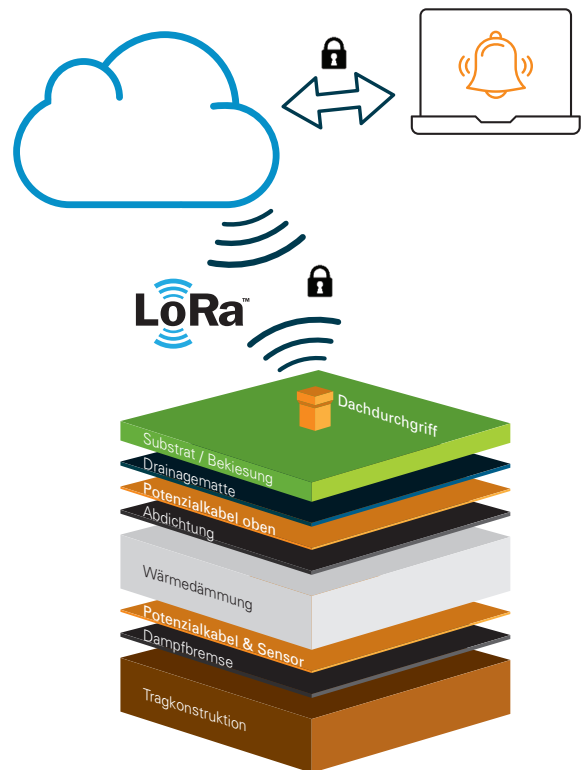 LoRa™
Dachdurchgriff
Substrat / Bekiesung
Drainagematte
Potenzialkabel oben
Abdichtung
Wärmedämmung
Potenzialkabel & Sensor
Dampfbremse
Tragkonstruktion